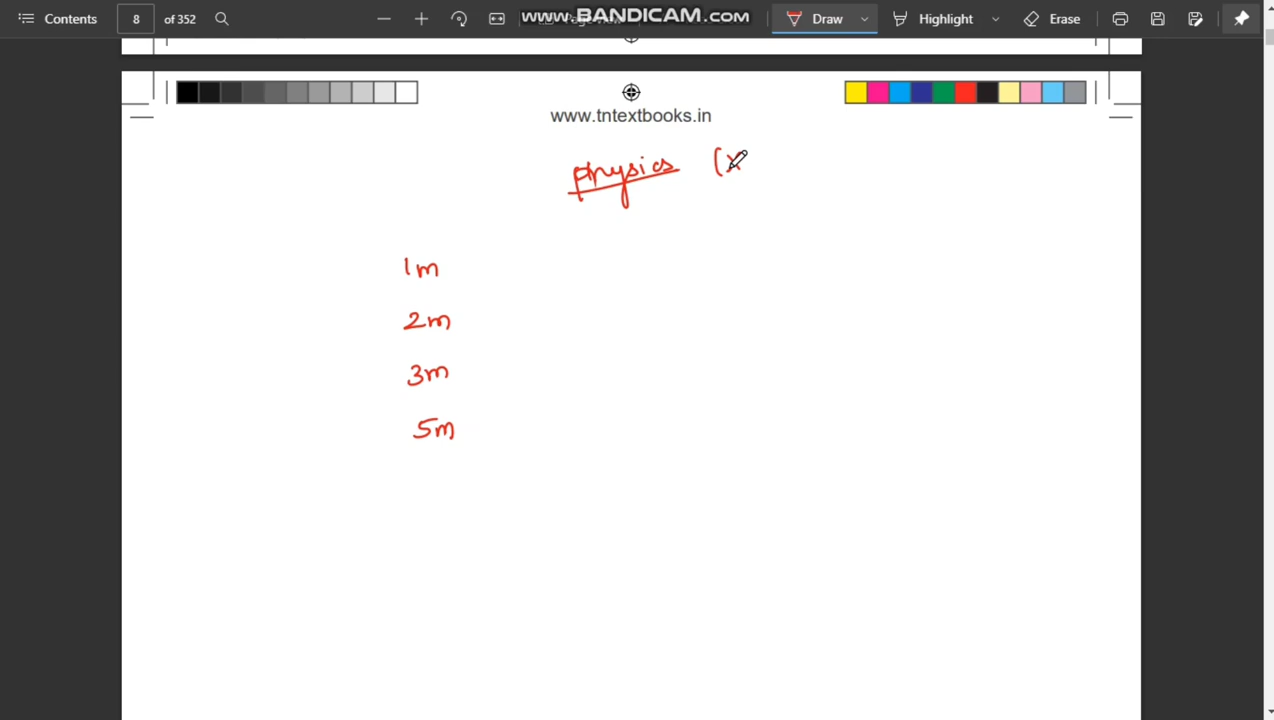 Contents 8 of 352 Draw Highlight Erase
www.BANDICAM.com
www.tntextbooks.in
physics (X
1m
2m
3m
5m